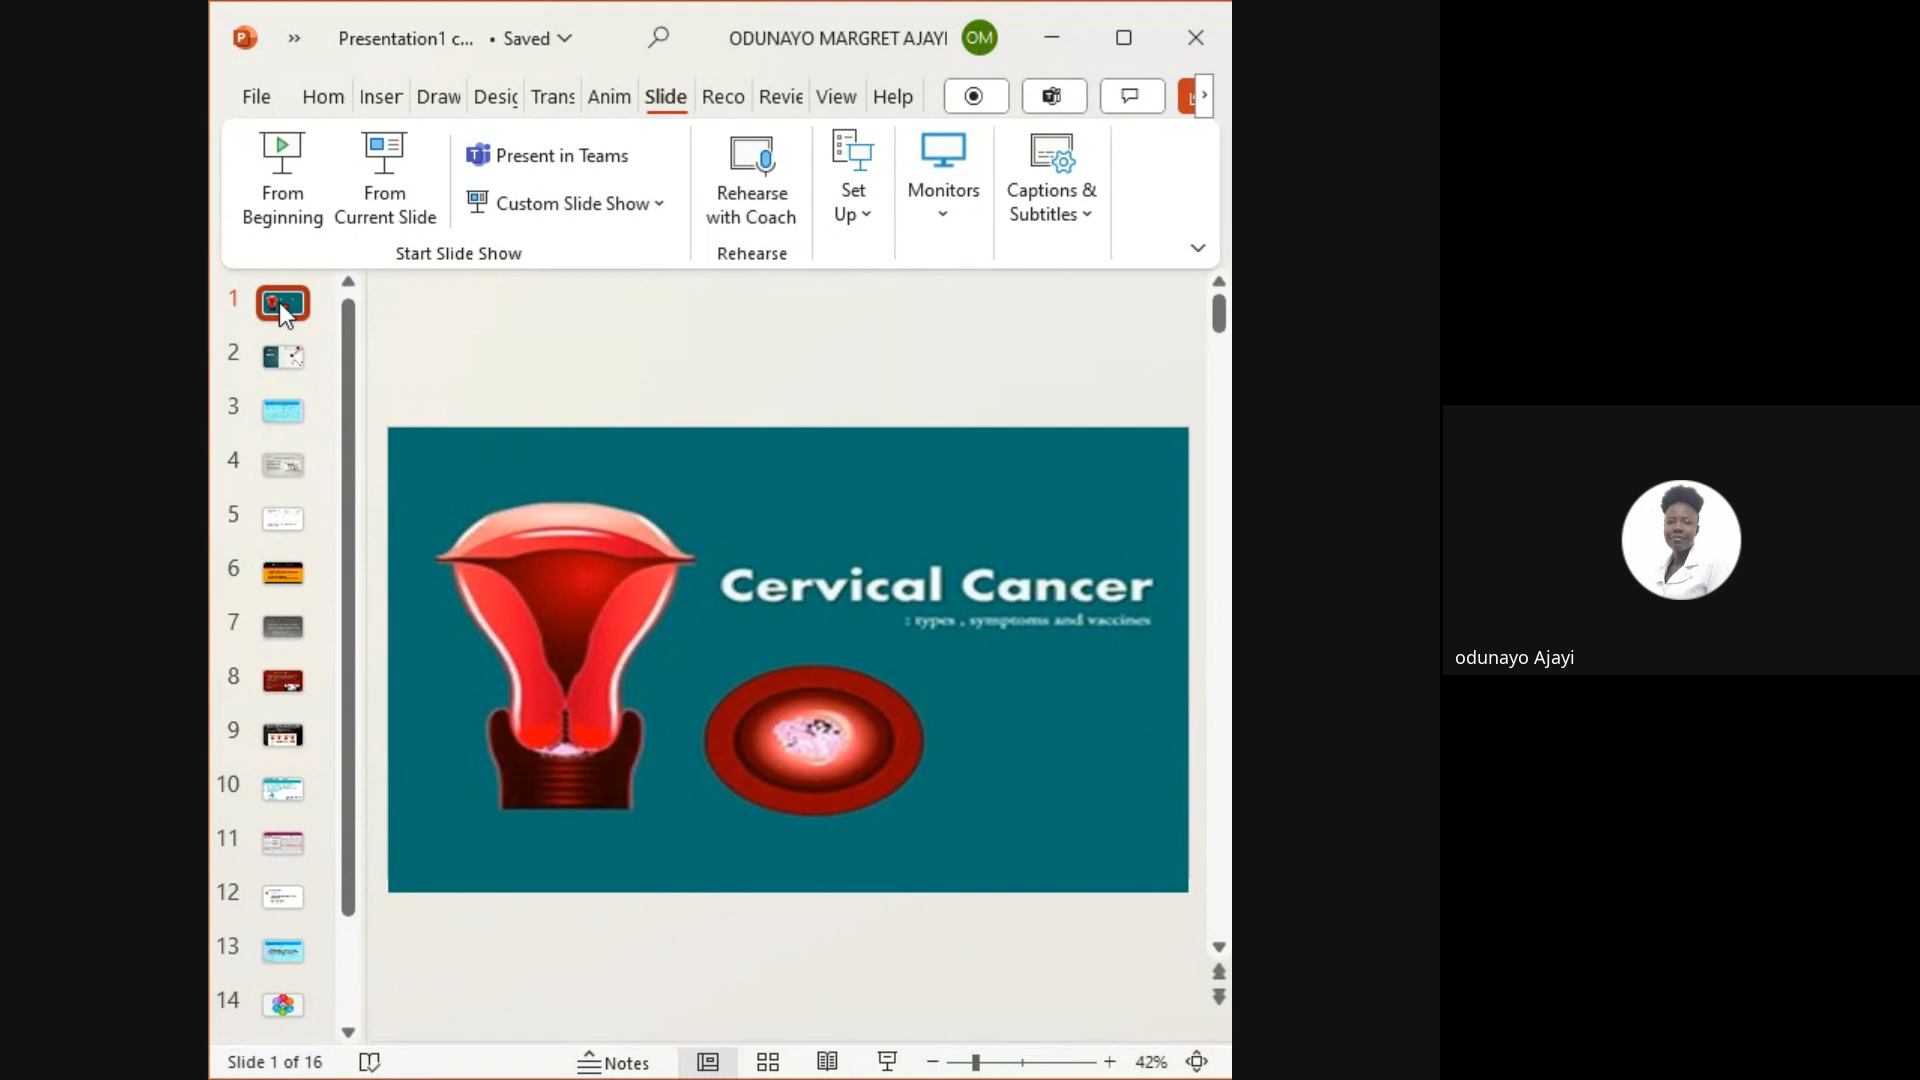 Presentation1 c... • Saved
ODUNAYO MARGRET AJAYI OM
File Hom Inser Draw Desig Trans Anim Slide Reco Revie View Help
From Beginning
From Current Slide
Present in Teams
Custom Slide Show
Start Slide Show
Rehearse with Coach
Rehearse
Set Up
Monitors
Captions & Subtitles
1
2
3
4
5
6
7
8
9
10
11
12
13
14
Cervical Cancer
: types , symptoms and vaccines
odunayo Ajayi
Slide 1 of 16
Notes
42%